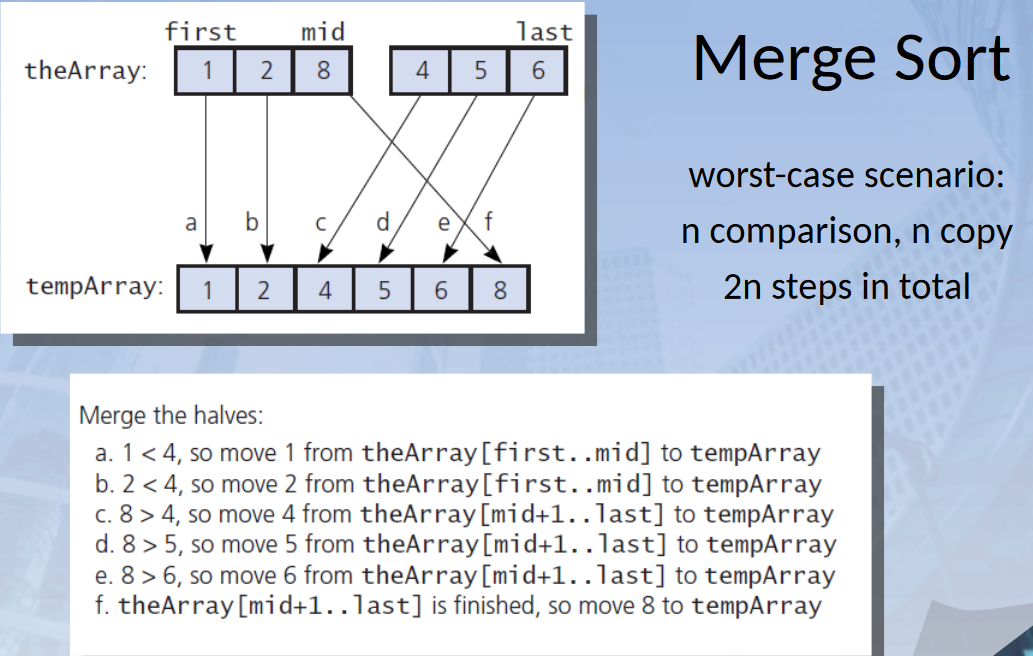 first mid last
theArray: 1 2 8 4 5 6
a b c d e f
tempArray: 1 2 4 5 6 8
Merge Sort
worst-case scenario:
n comparison, n copy
2n steps in total
Merge the halves:
a. 1 < 4, so move 1 from theArray[first..mid] to tempArray
b. 2 < 4, so move 2 from theArray[first..mid] to tempArray
c. 8 > 4, so move 4 from theArray[mid+1..last] to tempArray
d. 8 > 5, so move 5 from theArray[mid+1..last] to tempArray
e. 8 > 6, so move 6 from theArray[mid+1..last] to tempArray
f. theArray[mid+1..last] is finished, so move 8 to tempArray